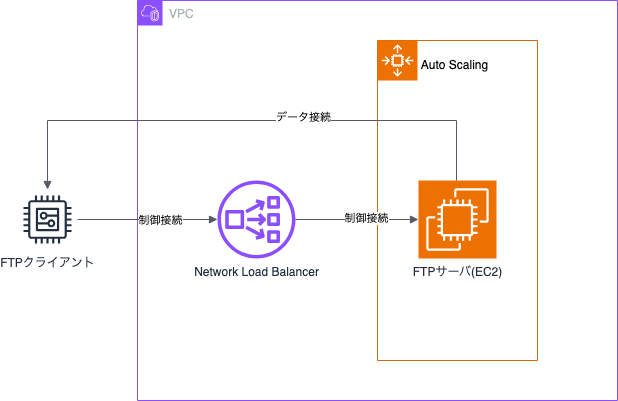 VPC
Auto Scaling
データ接続
制御接続
制御接続
FTPクライアント
Network Load Balancer
FTPサーバ(EC2)